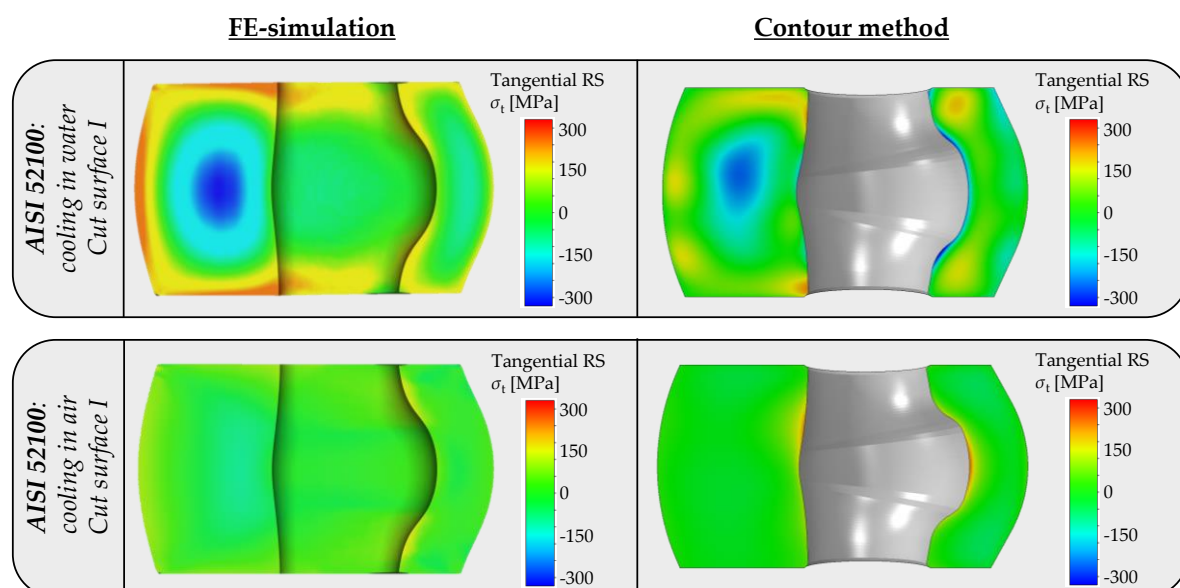 FE-simulation
Contour method
AISI 52100:
cooling in water
Cut surface I
Tangential RS
σt [MPa]
300
150
0
-150
-300
Tangential RS
σt [MPa]
300
150
0
-150
-300
AISI 52100:
cooling in air
Cut surface I
Tangential RS
σt [MPa]
300
150
0
-150
-300
Tangential RS
σt [MPa]
300
150
0
-150
-300